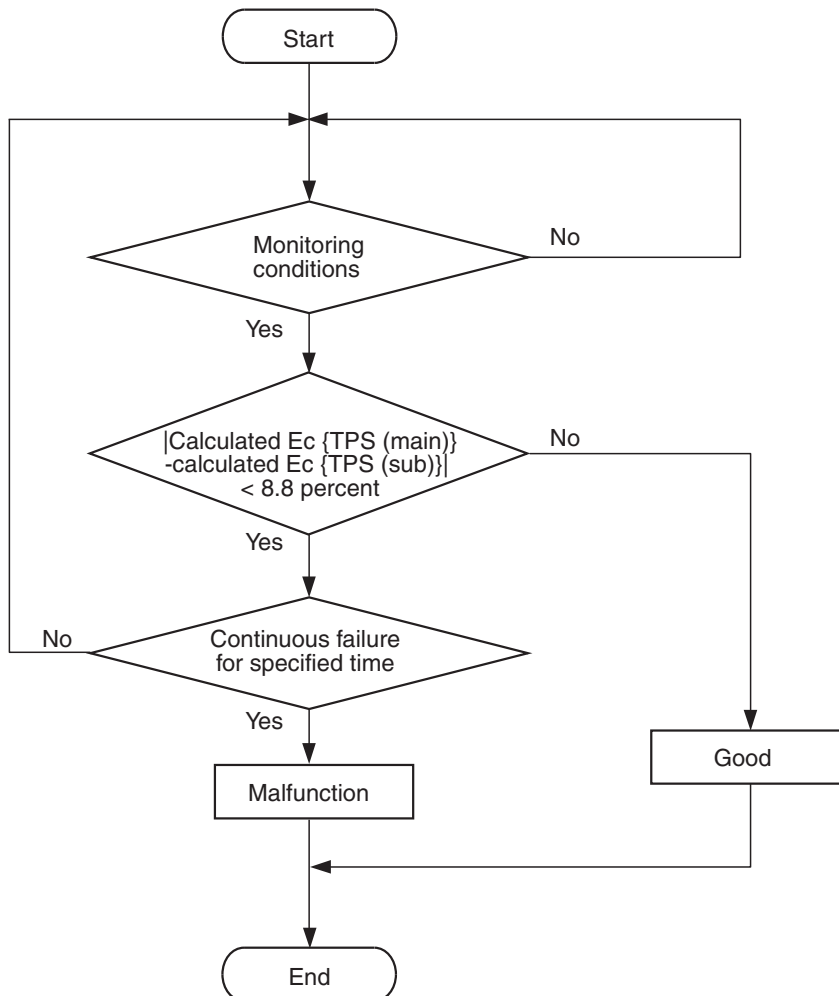 Start
Monitoring
conditions
No
Yes
|Calculated Ec {TPS (main)}
-calculated Ec {TPS (sub)}|
< 8.8 percent
No
Yes
Continuous failure
for specified time
No
Yes
Malfunction
Good
End